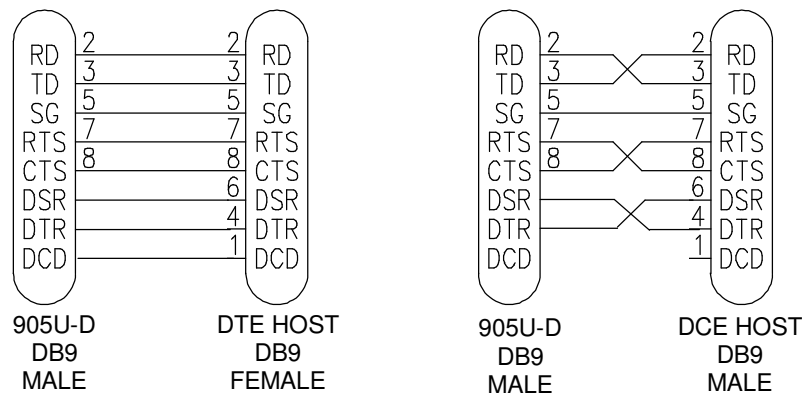 RD 2 2 RD
TD 3 3 TD
SG 5 5 SG
RTS 7 7 RTS
CTS 8 8 CTS
DSR 6 DSR
DTR 4 DTR
DCD 1 DCD
905U-D
DB9
MALE
DTE HOST
DB9
FEMALE
RD 2 2 RD
TD 3 3 TD
SG 5 5 SG
RTS 7 7 RTS
CTS 8 8 CTS
DSR 6 DSR
DTR 4 DTR
DCD 1 DCD
905U-D
DB9
MALE
DCE HOST
DB9
MALE